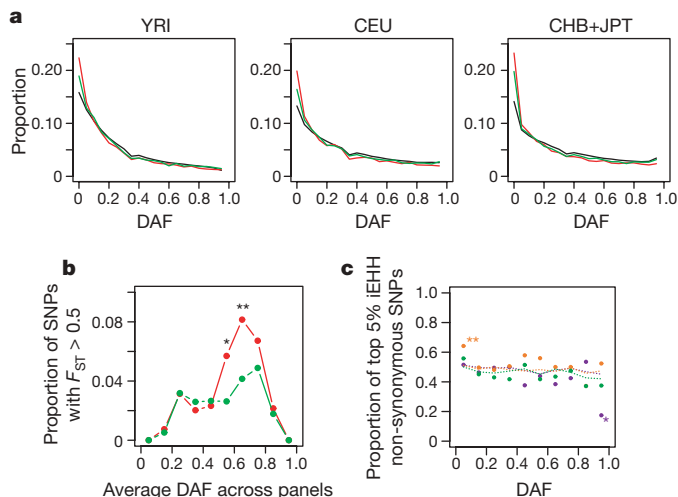 a
YRI
CEU
CHB+JPT
Proportion
0.20
0.10
0
0 0.2 0.4 0.6 0.8 1.0
DAF
0.20
0.10
0
0 0.2 0.4 0.6 0.8 1.0
DAF
0.20
0.10
0
0 0.2 0.4 0.6 0.8 1.0
DAF
b
Proportion of SNPs
with FST > 0.5
0.08
0.04
0
*
**
0 0.2 0.4 0.6 0.8 1.0
Average DAF across panels
c
Proportion of top 5% iEHH
non-synonymous SNPs
1.0
0.8
0.6
0.4
0.2
0
**
*
0 0.2 0.4 0.6 0.8 1.0
DAF